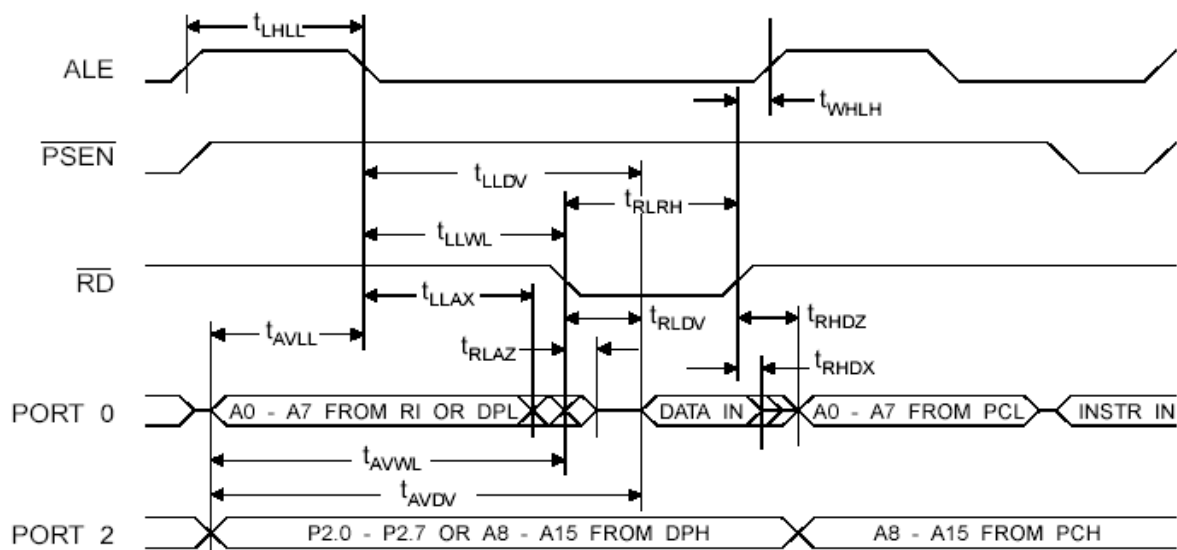 tLHLL
ALE
tWHLH
PSEN
tLLDV
tRLRH
tLLWL
RD
tLLAX
tRLDV
tRHDZ
tAVLL
tRLAZ
tRHDX
PORT 0
A0 - A7 FROM RI OR DPL
DATA IN
A0 - A7 FROM PCL
INSTR IN
tAVWL
tAVDV
PORT 2
P2.0 - P2.7 OR A8 - A15 FROM DPH
A8 - A15 FROM PCH